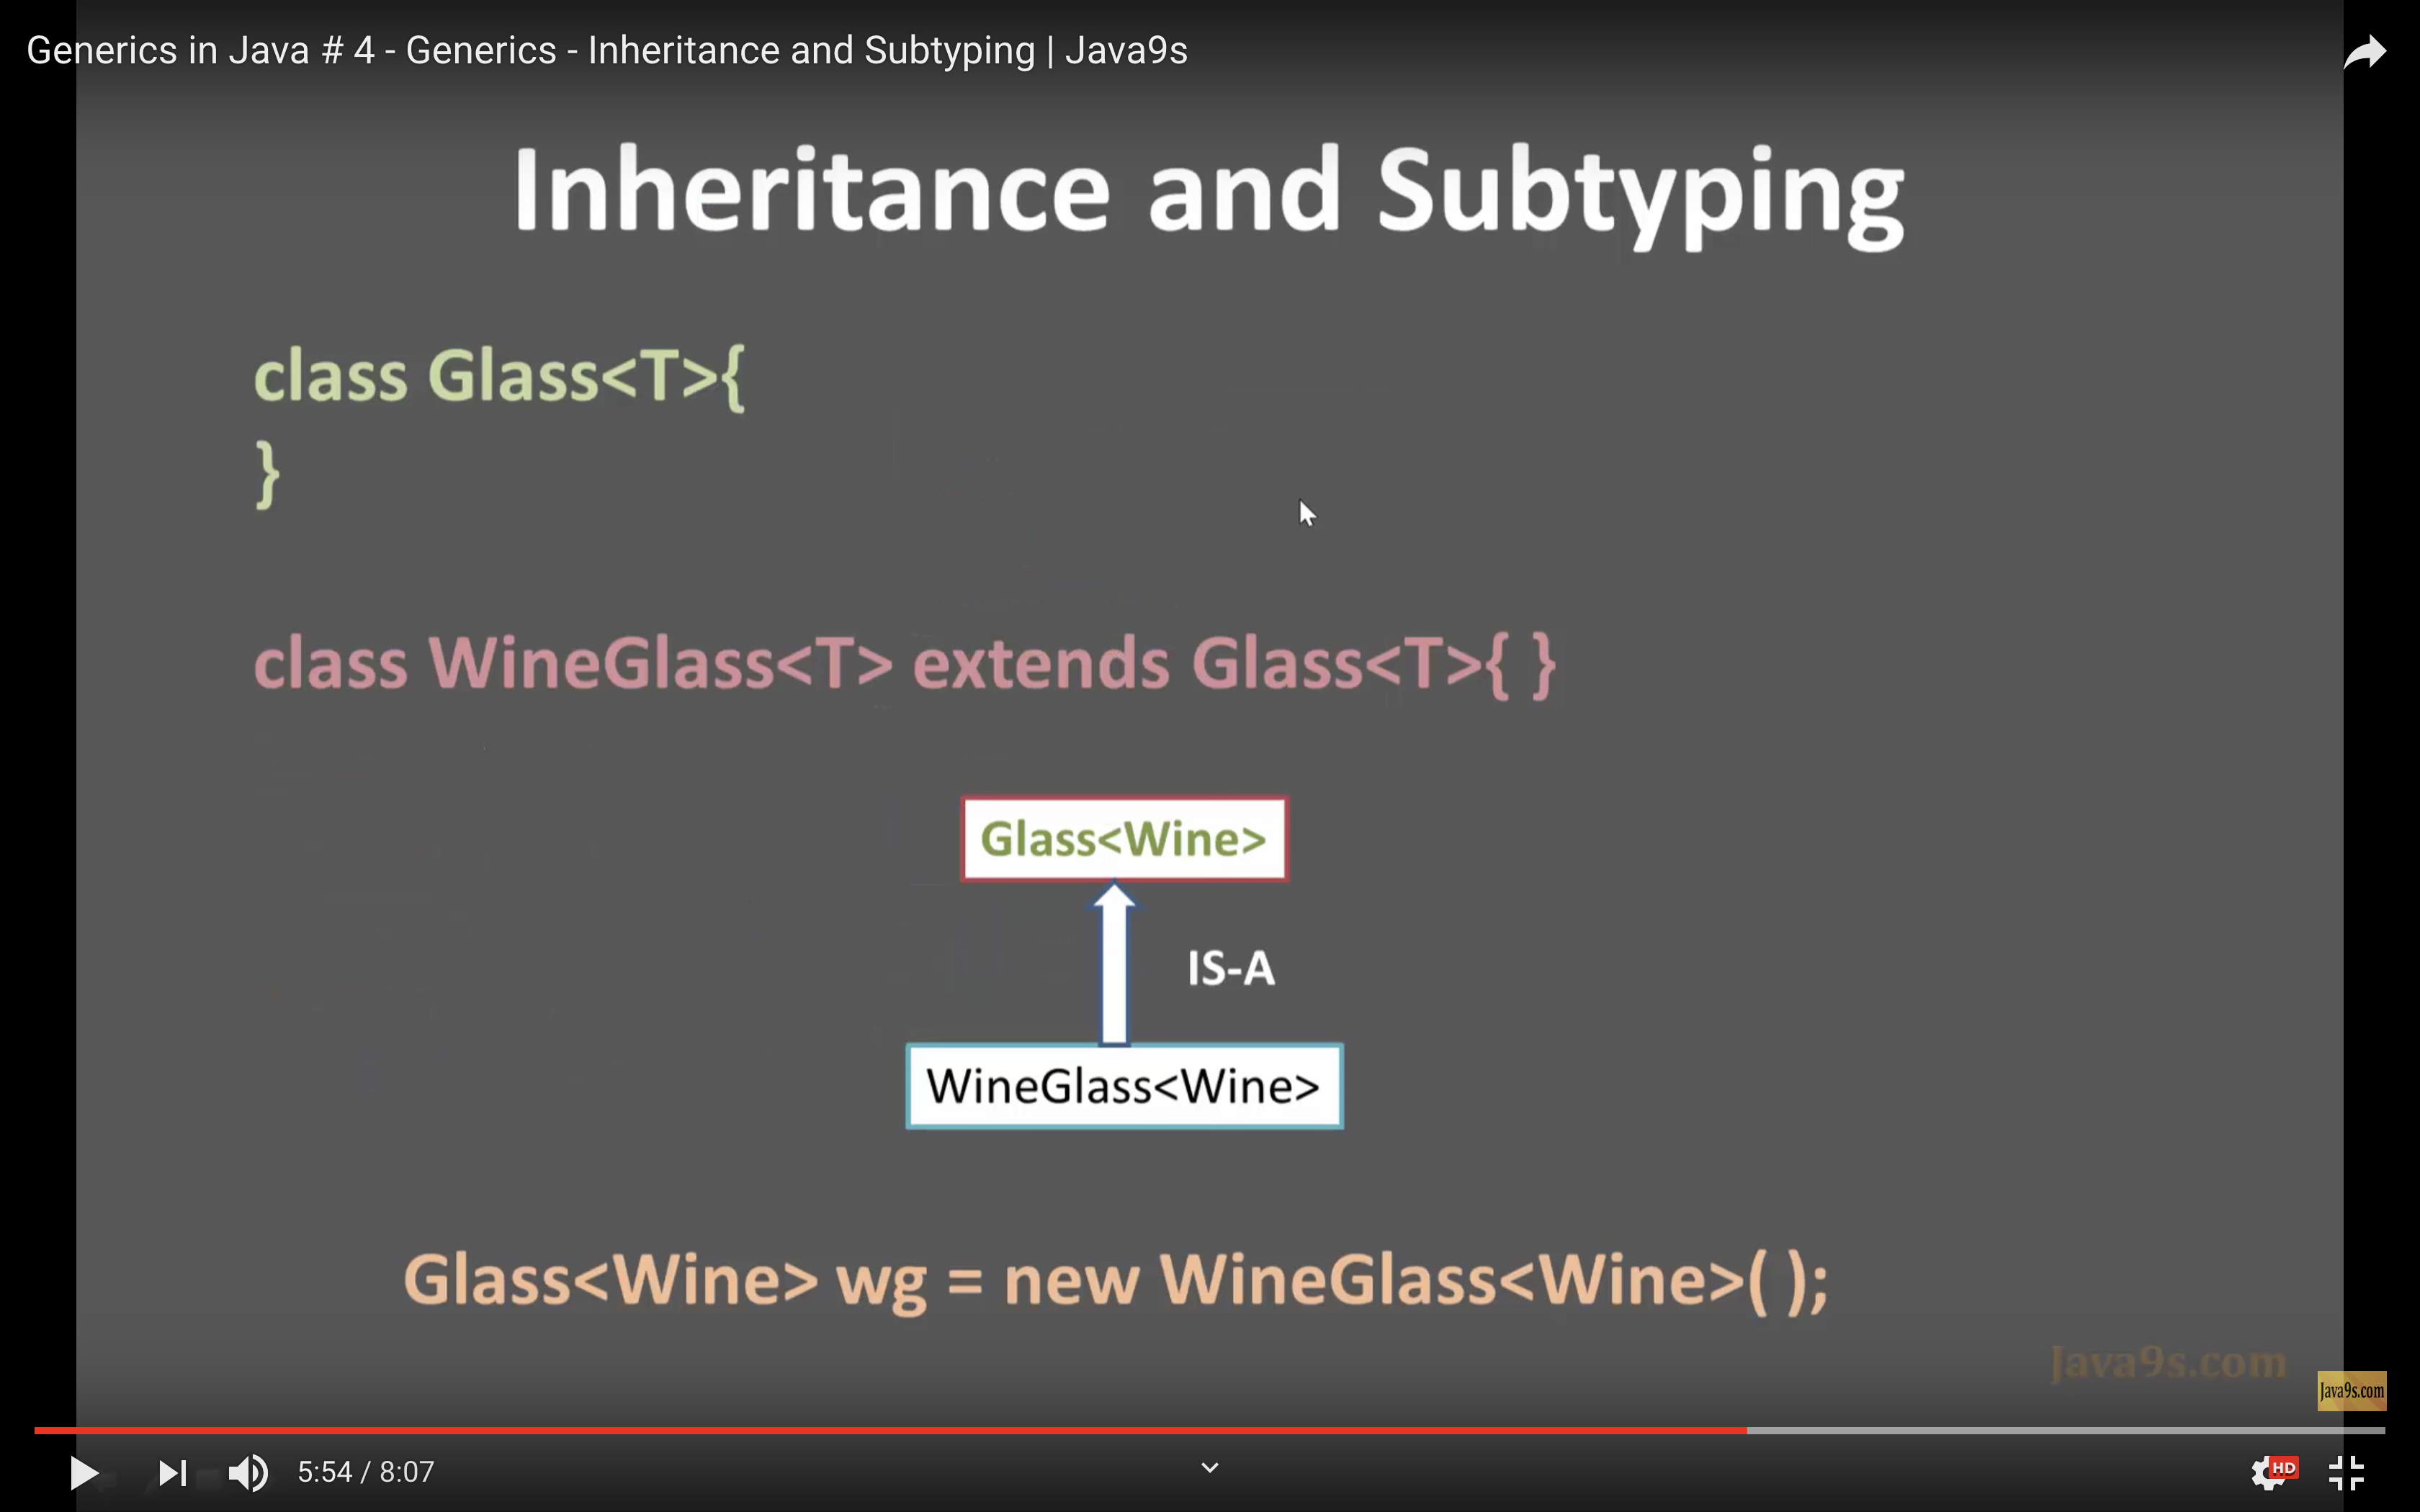 Generics in Java # 4 - Generics - Inheritance and Subtyping | Java9s
Inheritance and Subtyping
class Glass<T>{
}
class WineGlass<T> extends Glass<T>{ }
Glass<Wine>
IS-A
WineGlass<Wine>
Glass<Wine> wg = new WineGlass<Wine>( );
Java9s.com
Java9s.com
5:54 / 8:07
HD